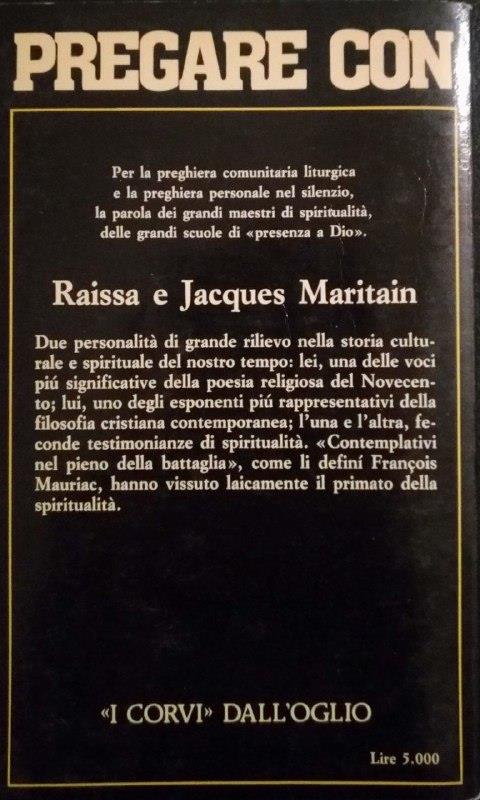 PREGARE CON
Per la preghiera comunitaria liturgica
e la preghiera personale nel silenzio,
la parola dei grandi maestri di spiritualità,
delle grandi scuole di «presenza a Dio».
Raissa e Jacques Maritain
Due personalità di grande rilievo nella storia cultu-
rale e spirituale del nostro tempo: lei, una delle voci
piú significative della poesia religiosa del Novecen-
to; lui, uno degli esponenti piú rappresentativi della
filosofia cristiana contemporanea; l'una e l'altra, fe-
conde testimonianze di spiritualità. «Contemplativi
nel pieno della battaglia», come li definí François
Mauriac, hanno vissuto laicamente il primato della
spiritualità.
«I CORVI» DALL'OGLIO
Lire 5.000